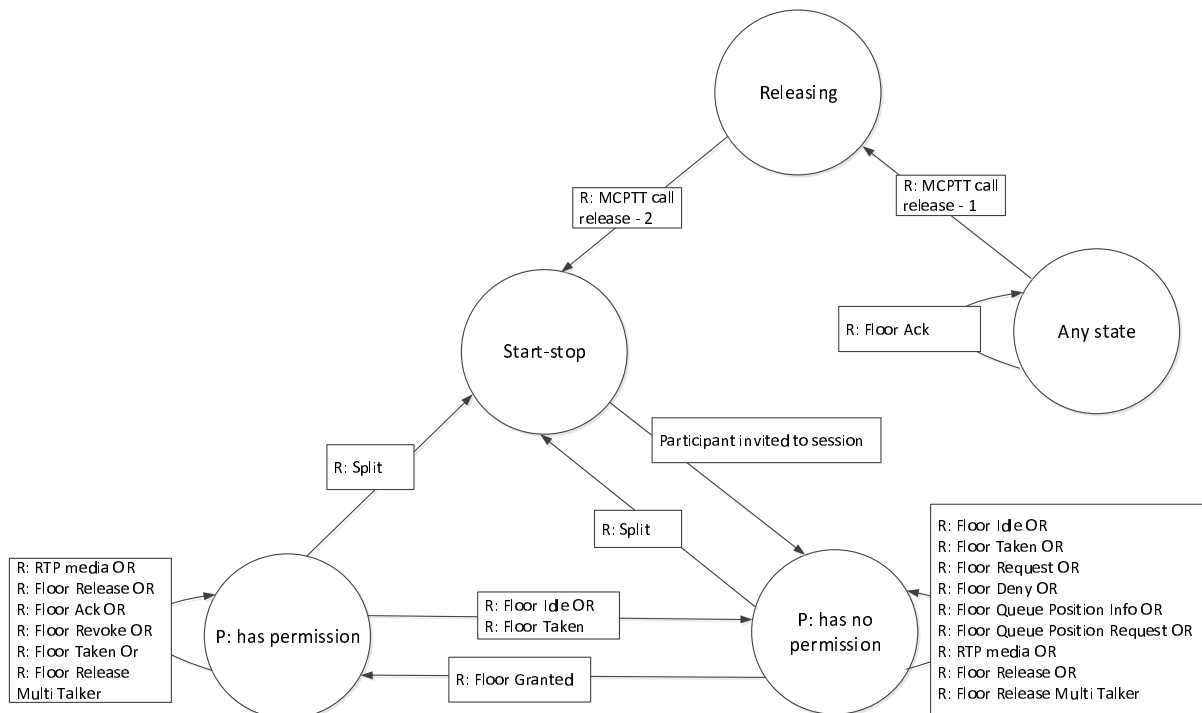 Releasing
R: MCPTT call
release - 2
R: MCPTT call
release - 1
Start-stop
R: Floor Ack
Any state
R: Split
Participant invited to session
R: Split
R: RTP media OR
R: Floor Release OR
R: Floor Ack OR
R: Floor Revoke OR
R: Floor Taken Or
R: Floor Release
Multi Talker
P: has permission
R: Floor Idle OR
R: Floor Taken
R: Floor Granted
P: has no
permission
R: Floor Idle OR
R: Floor Taken OR
R: Floor Request OR
R: Floor Deny OR
R: Floor Queue Position Info OR
R: Floor Queue Position Request OR
R: RTP media OR
R: Floor Release OR
R: Floor Release Multi Talker